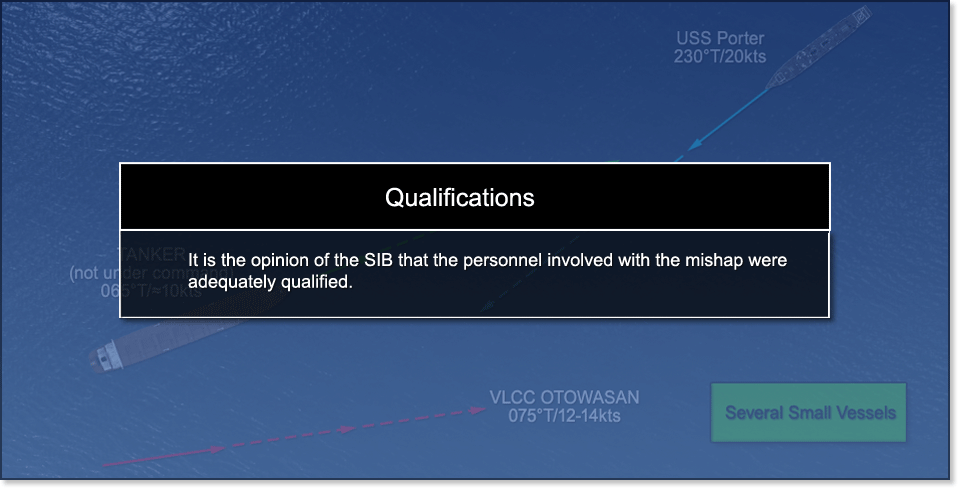 USS Porter
230°T/20kts
Qualifications
TANKER
(not under command)
065°T/≈10kts
It is the opinion of the SIB that the personnel involved with the mishap were
adequately qualified.
VLCC OTOWASAN
075°T/12-14kts
Several Small Vessels